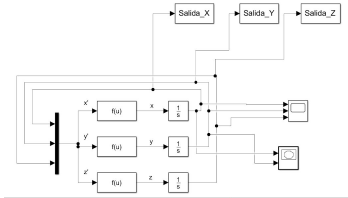 Salida_X Salida_Y Salida_Z
x' f(u) x 1/s
y' f(u) y 1/s
z' f(u) z 1/s